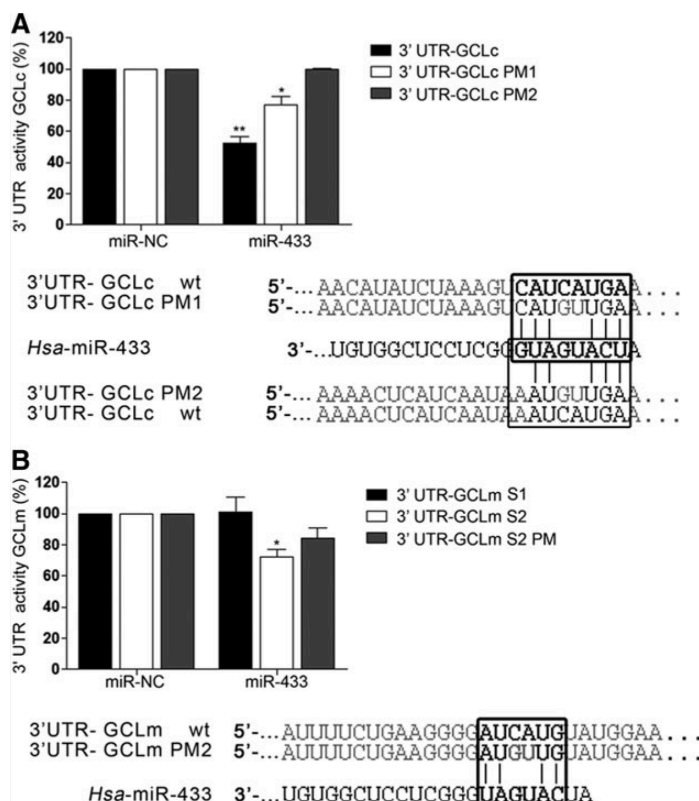 A
3' UTR activity GCLc (%)
120
100
80
60
40
20
0
** *
miR-NC miR-433
3' UTR-GCLc
3' UTR-GCLc PM1
3' UTR-GCLc PM2
3'UTR- GCLc wt 5'-... AACAUAUCUAAAGUCAUCAUGAA...
3'UTR- GCLc PM1 5'-... AACAUAUCUAAAGUCAUGUUGAA...
Hsa-miR-433 3'-...UGUGGCUCCUCGGGUAGUACUA
3'UTR- GCLc PM2 5'-... AAAACUCAUCAAUAAAUGUUGAA...
3'UTR- GCLc wt 5'-... AAAACUCAUCAAUAAAUCAUGAA...
B
3' UTR activity GCLm (%)
120
100
80
60
40
20
0
*
miR-NC miR-433
3' UTR-GCLm S1
3' UTR-GCLm S2
3' UTR-GCLm S2 PM
3'UTR- GCLm wt 5'-...AUUUUCUGAAGGGGAUCAUGUAUGGAA...
3'UTR- GCLm PM2 5'-...AUUUUCUGAAGGGGAUGUUGUAUGGAA...
Hsa-miR-433 3'-...UGUGGCUCCUCGGGUAGUACUA